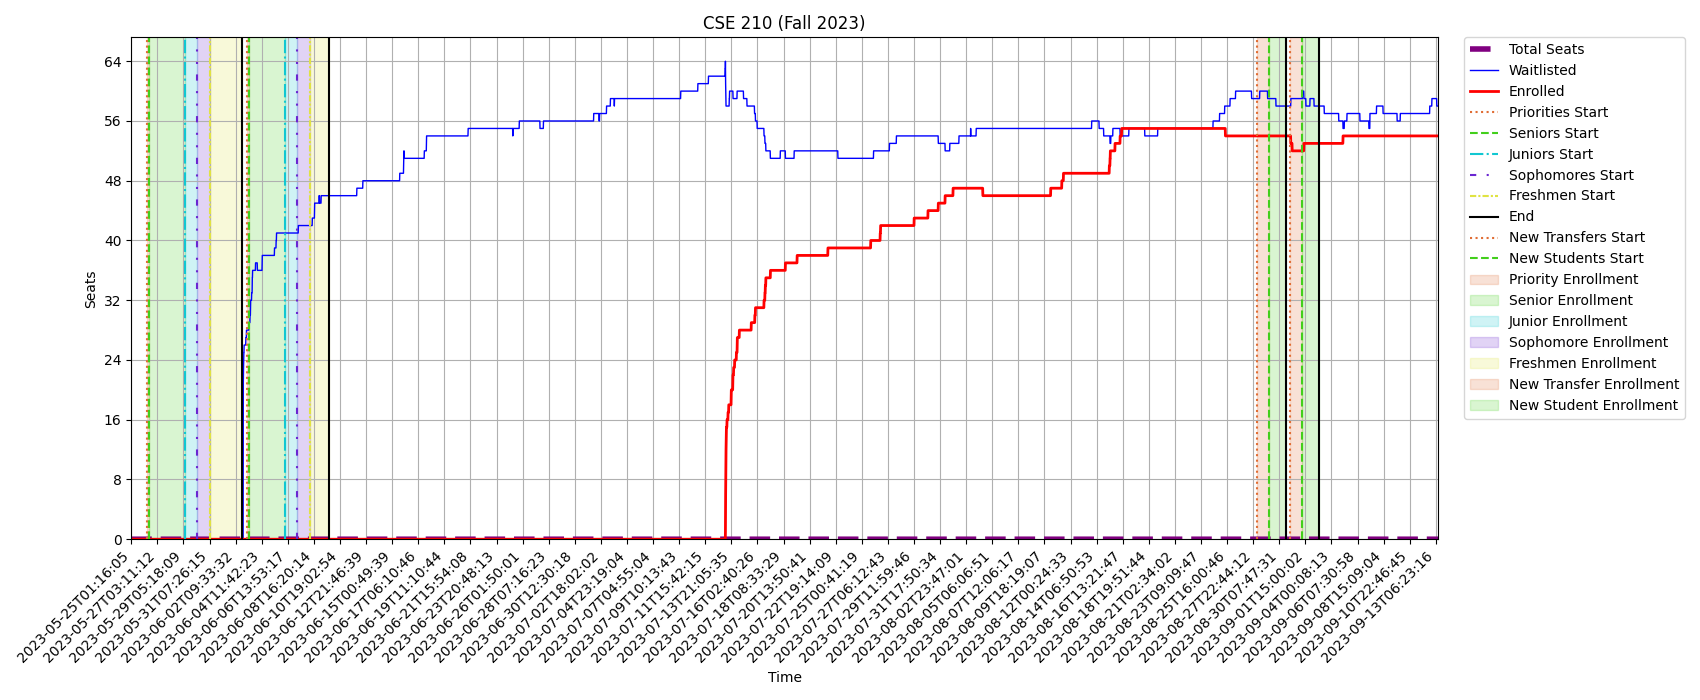 CSE 210 (Fall 2023)
Seats
64
56
48
40
32
24
16
8
0
2023-05-25T01:16:05
2023-05-27T03:11:12
2023-05-29T05:18:09
2023-05-31T07:26:15
2023-06-02T09:33:32
2023-06-04T11:42:23
2023-06-06T13:53:17
2023-06-08T16:20:14
2023-06-10T19:02:54
2023-06-12T21:46:39
2023-06-15T00:49:39
2023-06-17T06:10:46
2023-06-19T11:10:44
2023-06-21T15:54:08
2023-06-23T20:48:13
2023-06-26T01:50:01
2023-06-28T07:16:23
2023-06-30T12:30:18
2023-07-02T18:02:02
2023-07-04T23:19:04
2023-07-07T04:55:04
2023-07-09T10:13:43
2023-07-11T15:42:15
2023-07-13T21:05:35
2023-07-16T02:40:26
2023-07-18T08:33:29
2023-07-20T13:50:41
2023-07-22T19:14:09
2023-07-25T00:41:19
2023-07-27T06:12:43
2023-07-29T11:59:46
2023-07-31T17:50:34
2023-08-02T23:47:01
2023-08-05T06:06:51
2023-08-07T12:06:17
2023-08-09T18:19:07
2023-08-12T00:24:33
2023-08-14T06:50:53
2023-08-16T13:21:47
2023-08-18T19:51:44
2023-08-21T02:34:02
2023-08-23T09:09:47
2023-08-25T16:00:46
2023-08-27T22:44:12
2023-08-30T07:47:31
2023-09-01T15:00:02
2023-09-04T00:08:13
2023-09-06T07:30:58
2023-09-08T15:09:04
2023-09-10T22:46:45
2023-09-13T06:23:16
Time
Total Seats
Waitlisted
Enrolled
Priorities Start
Seniors Start
Juniors Start
Sophomores Start
Freshmen Start
End
New Transfers Start
New Students Start
Priority Enrollment
Senior Enrollment
Junior Enrollment
Sophomore Enrollment
Freshmen Enrollment
New Transfer Enrollment
New Student Enrollment